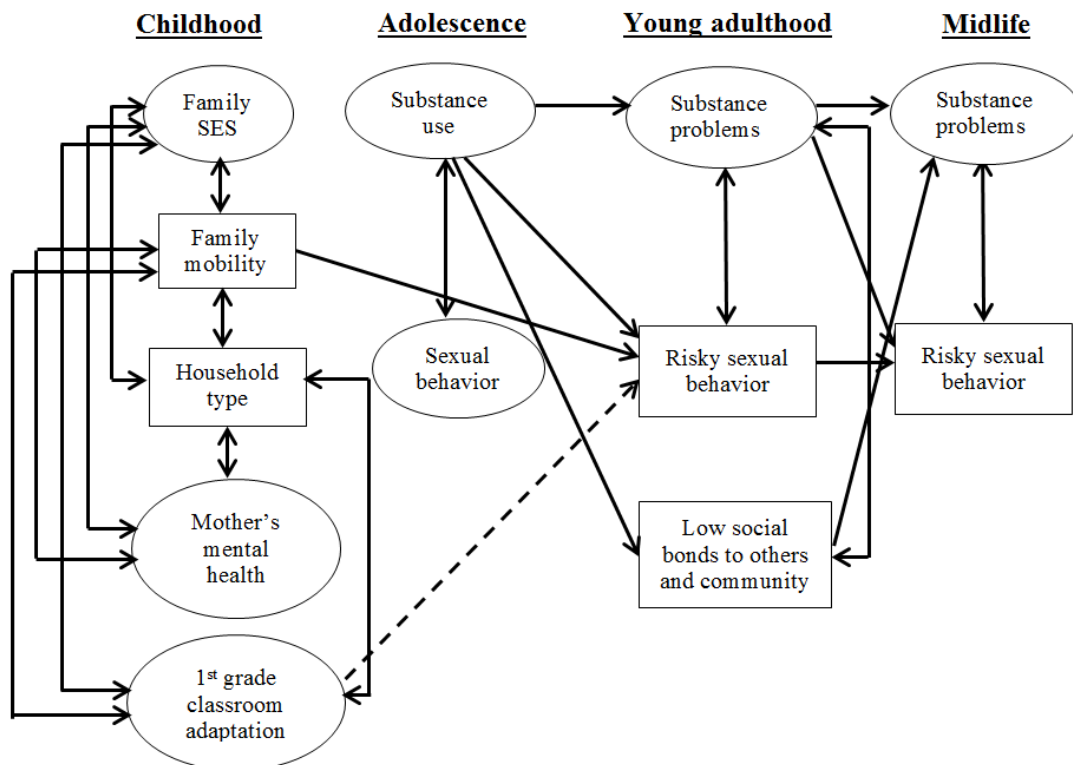 Childhood
Adolescence
Young adulthood
Midlife
Family
SES
Substance
use
Substance
problems
Substance
problems
Family
mobility
Household
type
Sexual
behavior
Risky sexual
behavior
Risky sexual
behavior
Mother’s
mental
health
Low social
bonds to others
and community
1st grade
classroom
adaptation